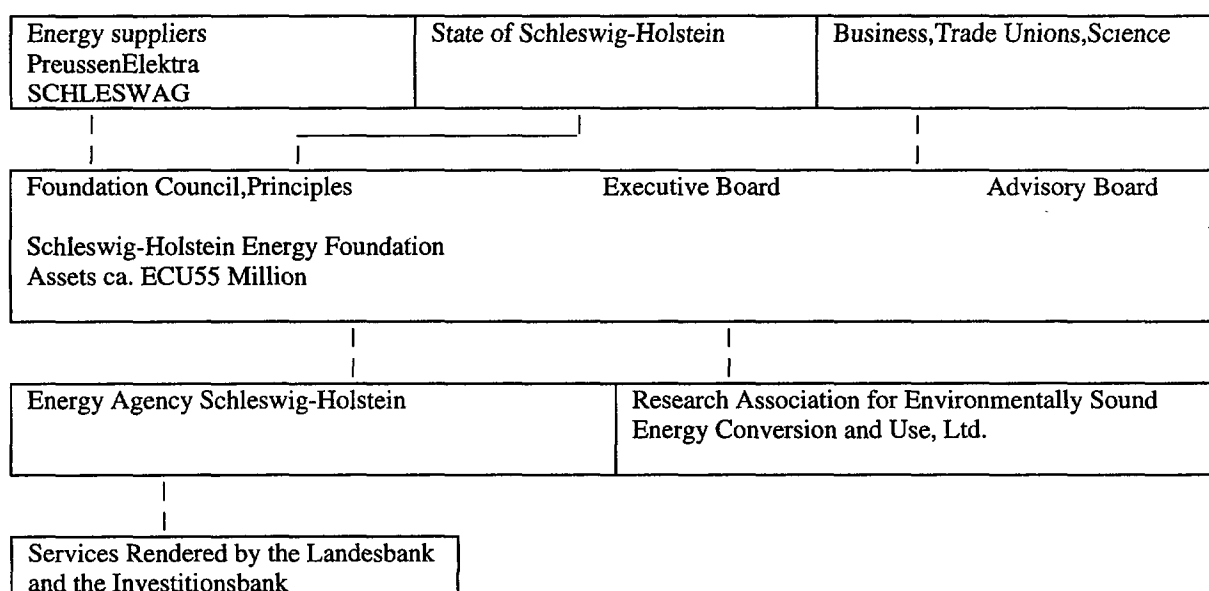 Energy suppliers
PreussenElektra
SCHLESWAG
State of Schleswig-Holstein
Business,Trade Unions,Science
Foundation Council,Principles
Executive Board
Advisory Board
Schleswig-Holstein Energy Foundation
Assets ca. ECU55 Million
Energy Agency Schleswig-Holstein
Research Association for Environmentally Sound
Energy Conversion and Use, Ltd.
Services Rendered by the Landesbank
and the Investitionsbank